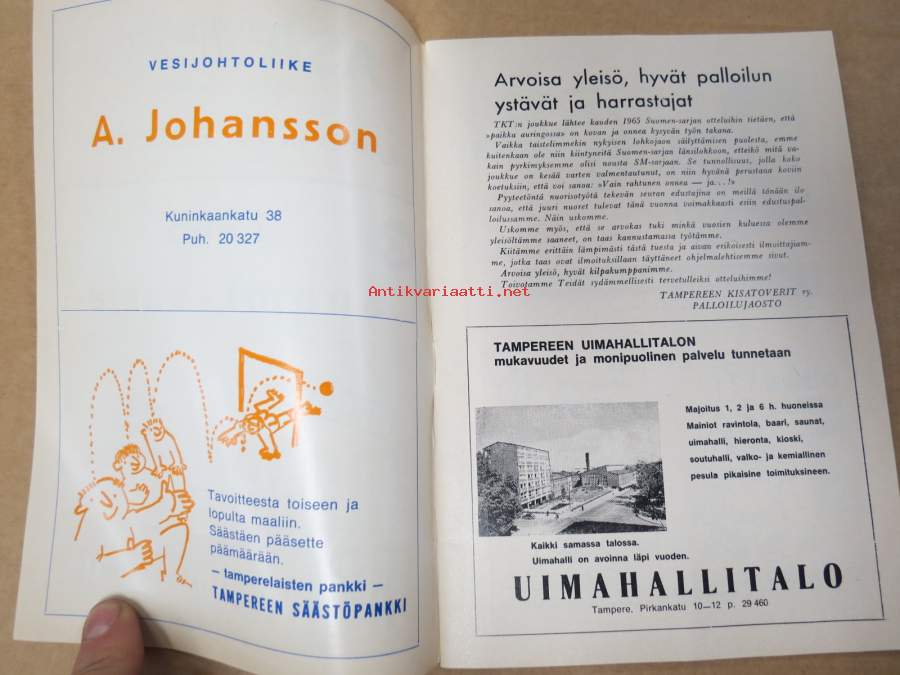 VESIJOHTOLIIKE
A. Johansson
Kuninkaankatu 38
Puh. 20 327
Tavoitteesta toiseen ja
lopulta maaliin.
Säästäen pääsette
päämäärään.
— tamperelaisten pankki —
TAMPEREEN SÄÄSTÖPANKKI
Arvoisa yleisö, hyvät palloilun
ystävät ja harrastajat
TKT:n joukkue lähtee kauden 1965 Suomen-sarjan otteluihin tietäen, että
»paikka auringossa» on kovan ja onnea kysyvän työn takana.
Vaikka taistelimmekin nykyisen lohkojaon säilyttämisen puolesta, emme
kuitenkaan ole niin kiintyneitä Suomen-sarjan länsilohkoon, etteikö mitä va-
kain pyrkimyksemme olisi nousta SM-sarjaan. Se tunnollisuus, jolla koko
joukkue on kesää varten valmentautunut, on niin hyvänä perustana koviin
koetuksiin, että voi sanoa: »Vain rahtunen onnea — ja...!»
Pyyteetöntä nuorisotyötä tekevän seuran edustajina on meillä tänään ilo
sanoa, että juuri nuoret tulevat tänä vuonna voimakkaasti esiin edustuspal-
loilussamme. Näin uskomme.
Uskomme myös, että se arvokas tuki minkä vuosien kuluessa olemme
yleisöltämme saaneet, on taas kannustamassa työtämme.
Kiitämme erittäin lämpimästi tästä tuesta ja aivan erikoisesti ilmoittajiam-
me, jotka taas ovat ilmoituksillaan täyttäneet ohjelmalehtisemme sivut.
Arvoisa yleisö, hyvät kilpakumppanimme.
Toivotamme Teidät sydämmellisesti tervetulleiksi otteluihimme!
TAMPEREEN KISATOVERIT ry.
PALLOILUJAOSTO
Antikvariaatti.net
TAMPEREEN UIMAHALLITALON
mukavuudet ja monipuolinen palvelu tunnetaan
Majoitus 1, 2 ja 6 h. huoneissa
Mainiot ravintola, baari, saunat,
uimahalli, hieronta, kioski,
soutuhalli, valko- ja kemiallinen
pesula pikaisine toimituksineen.
Kaikki samassa talossa.
Uimahalli on avoinna läpi vuoden.
UIMAHALLITALO
Tampere, Pirkankatu 10—12 p. 29 460